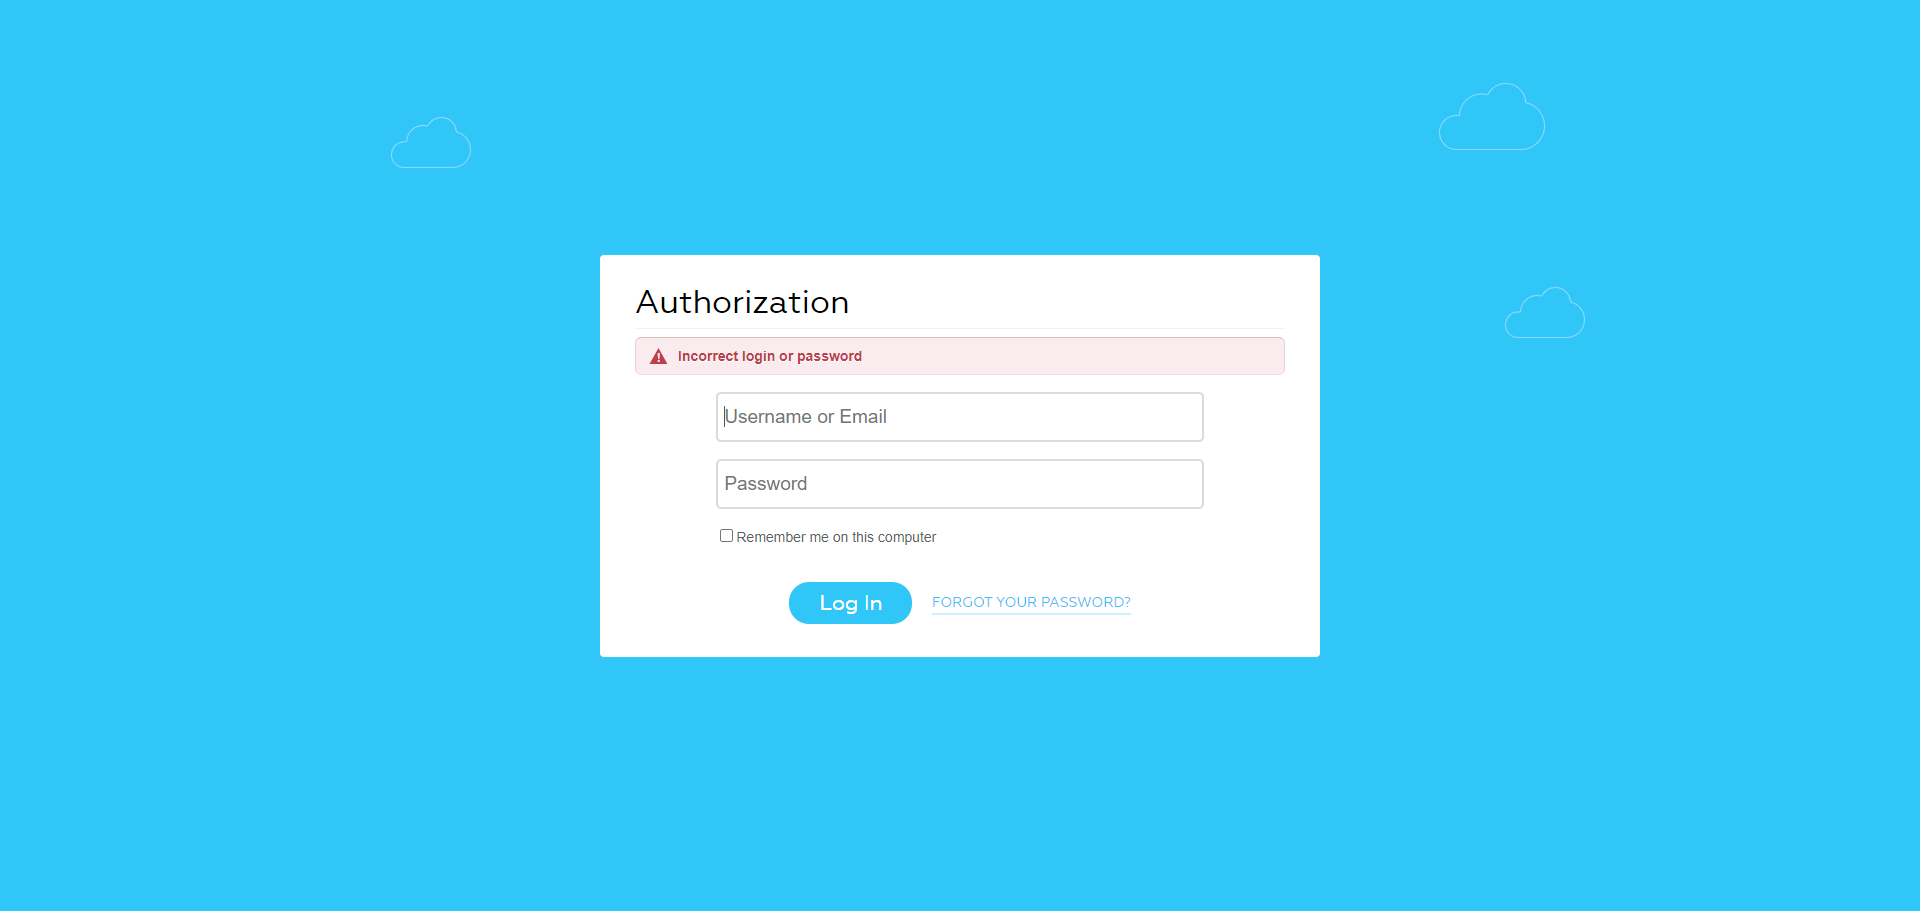 Authorization
Incorrect login or password
Username or Email
Password
Remember me on this computer
Log In
FORGOT YOUR PASSWORD?